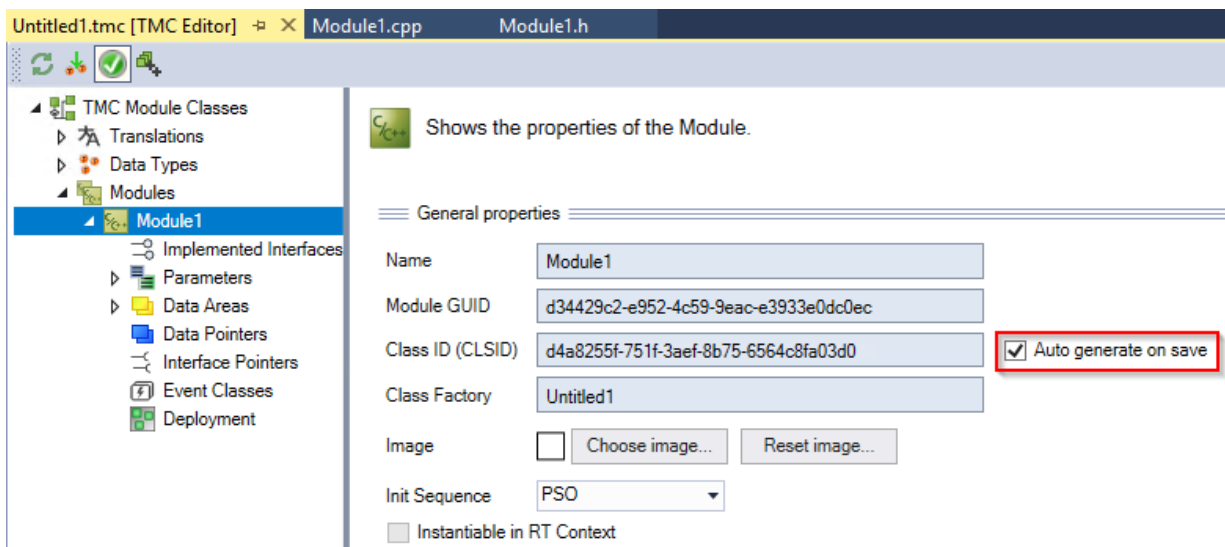 Untitled1.tmc [TMC Editor] Module1.cpp Module1.h
TMC Module Classes
Translations
Data Types
Modules
Module1
Implemented Interfaces
Parameters
Data Areas
Data Pointers
Interface Pointers
Event Classes
Deployment
Shows the properties of the Module.
General properties
Name Module1
Module GUID d34429c2-e952-4c59-9eac-e3933e0dc0ec
Class ID (CLSID) d4a8255f-751f-3aef-8b75-6564c8fa03d0 Auto generate on save
Class Factory Untitled1
Image Choose image... Reset image...
Init Sequence PSO
Instantiable in RT Context